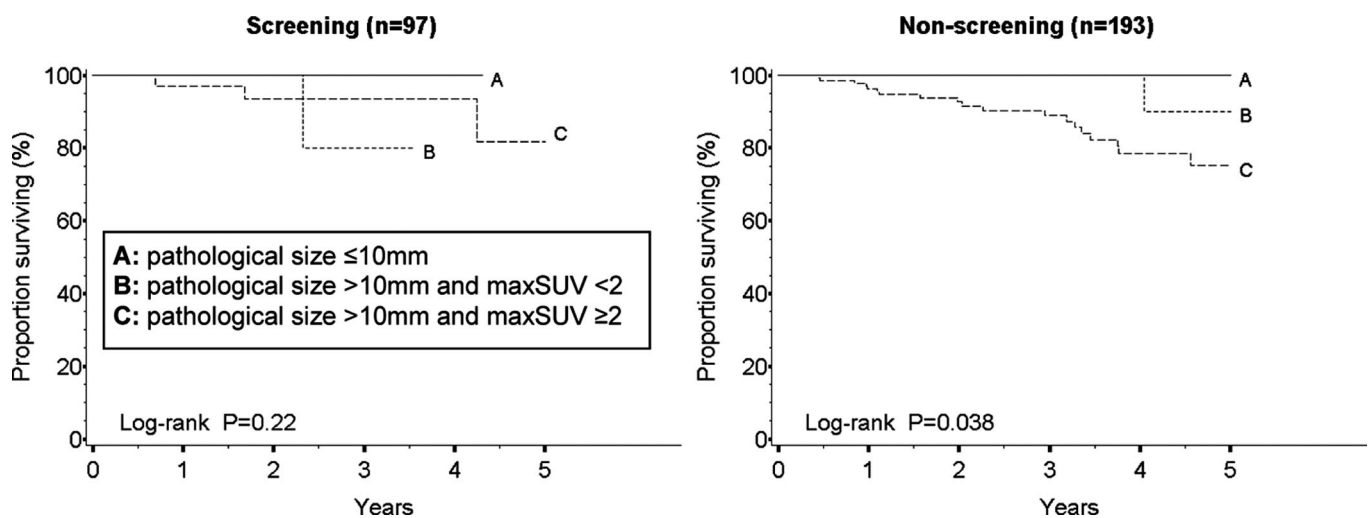 Screening (n=97)
100
80
60
40
20
0
Proportion surviving (%)
A
B
C
A: pathological size ≤10mm
B: pathological size >10mm and maxSUV <2
C: pathological size >10mm and maxSUV ≥2
Log-rank P=0.22
0 1 2 3 4 5
Years
Non-screening (n=193)
100
80
60
40
20
0
Proportion surviving (%)
A
B
C
Log-rank P=0.038
0 1 2 3 4 5
Years